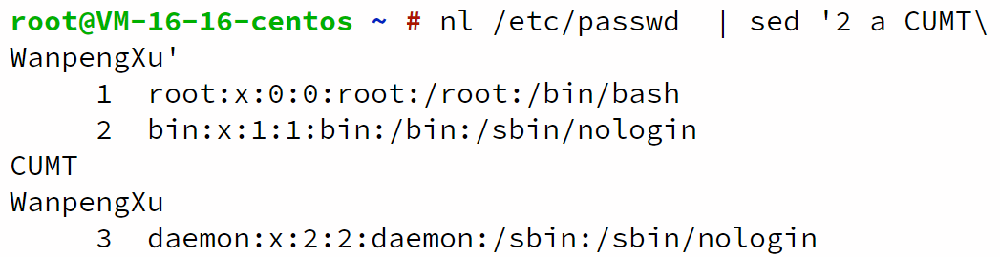 root@VM-16-16-centos ~ # nl /etc/passwd  | sed '2 a CUMT\
WanpengXu'
     1  root:x:0:0:root:/root:/bin/bash
     2  bin:x:1:1:bin:/bin:/sbin/nologin
CUMT
WanpengXu
     3  daemon:x:2:2:daemon:/sbin:/sbin/nologin